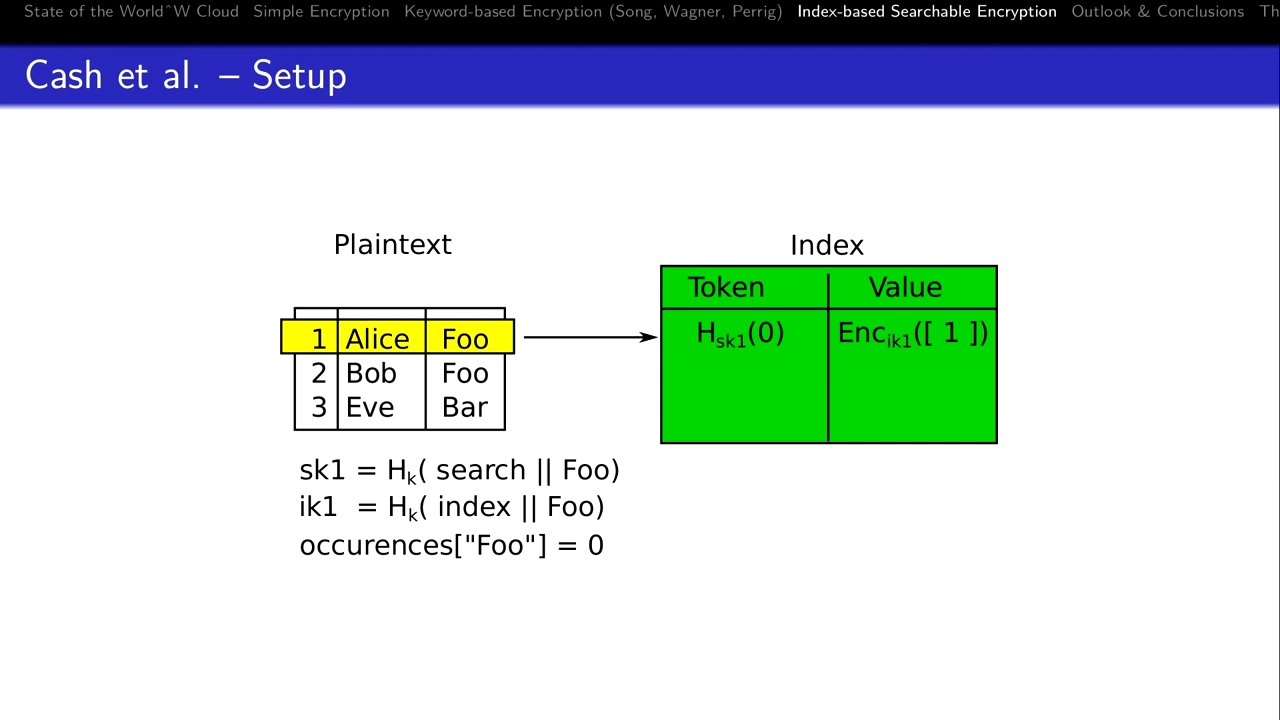 State of the World^W Cloud Simple Encryption Keyword-based Encryption (Song, Wagner, Perrig) Index-based Searchable Encryption Outlook & Conclusions Th
Cash et al. – Setup
Plaintext
Index
Token Value
1 Alice Foo
H_sk1(0) Enc_ik1([ 1 ])
2 Bob Foo
3 Eve Bar
sk1 = H_k( search || Foo)
ik1 = H_k( index || Foo)
occurences["Foo"] = 0